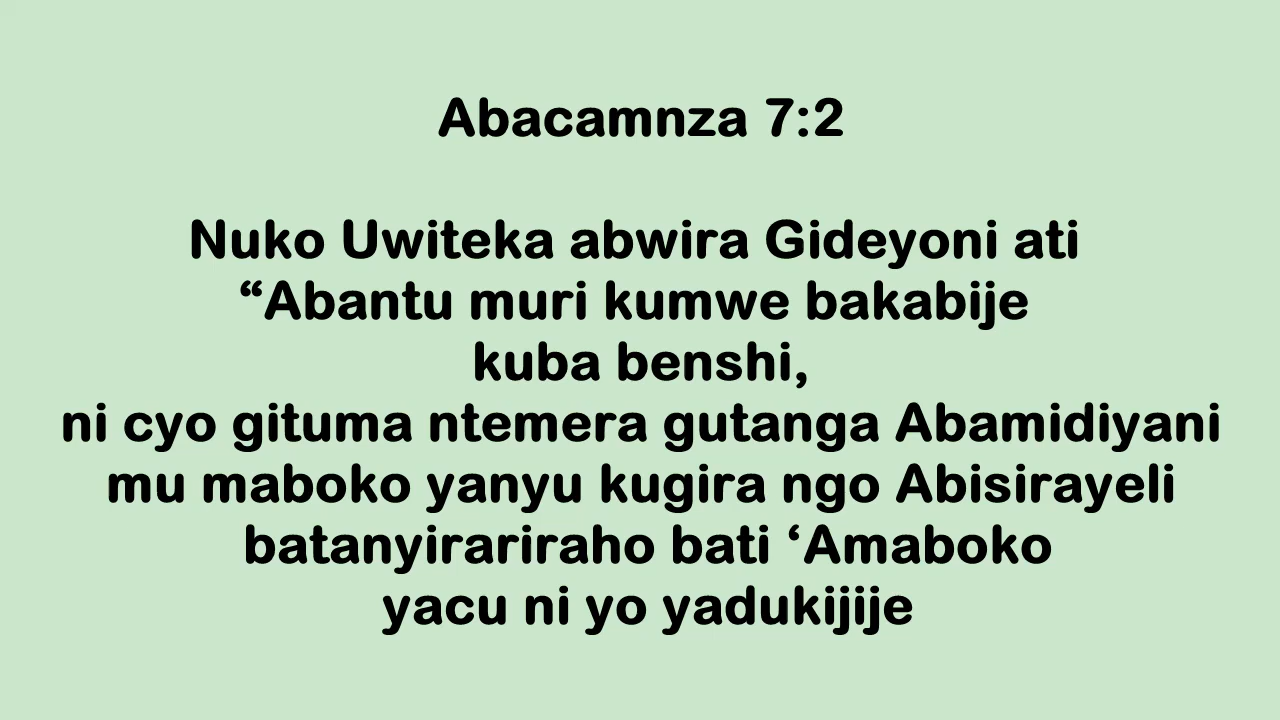 Abacamnza 7:2
Nuko Uwiteka abwira Gideyoni ati
“Abantu muri kumwe bakabije
kuba benshi,
ni cyo gituma ntemera gutanga Abamidiyani
mu maboko yanyu kugira ngo Abisirayeli
batanyirariraho bati ‘Amaboko
yacu ni yo yadukijije